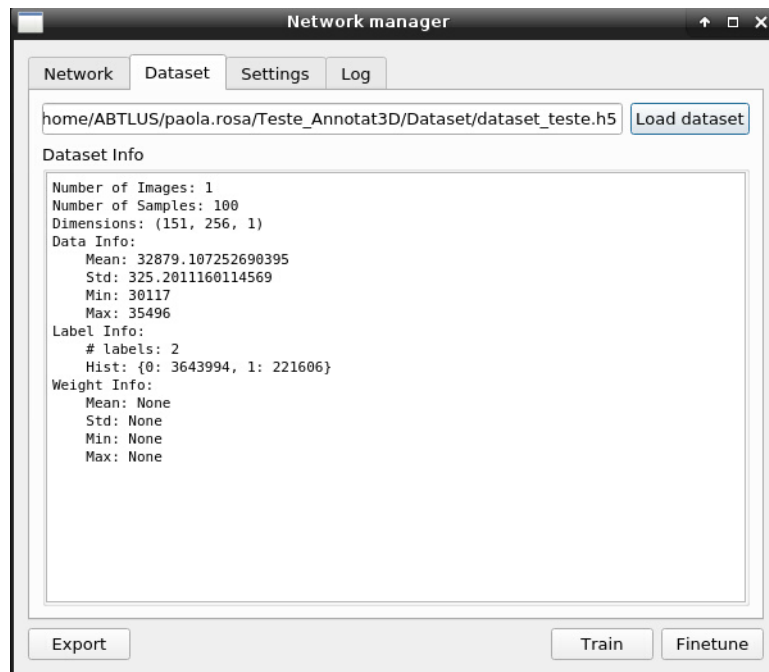 Network manager
Network Dataset Settings Log
home/ABTLUS/paola.rosa/Teste_Annotat3D/Dataset/dataset_teste.h5 Load dataset
Dataset Info
Number of Images: 1
Number of Samples: 100
Dimensions: (151, 256, 1)
Data Info:
    Mean: 32879.107252690395
    Std: 325.2011160114569
    Min: 30117
    Max: 35496
Label Info:
    # labels: 2
    Hist: {0: 3643994, 1: 221606}
Weight Info:
    Mean: None
    Std: None
    Min: None
    Max: None
Export Train Finetune